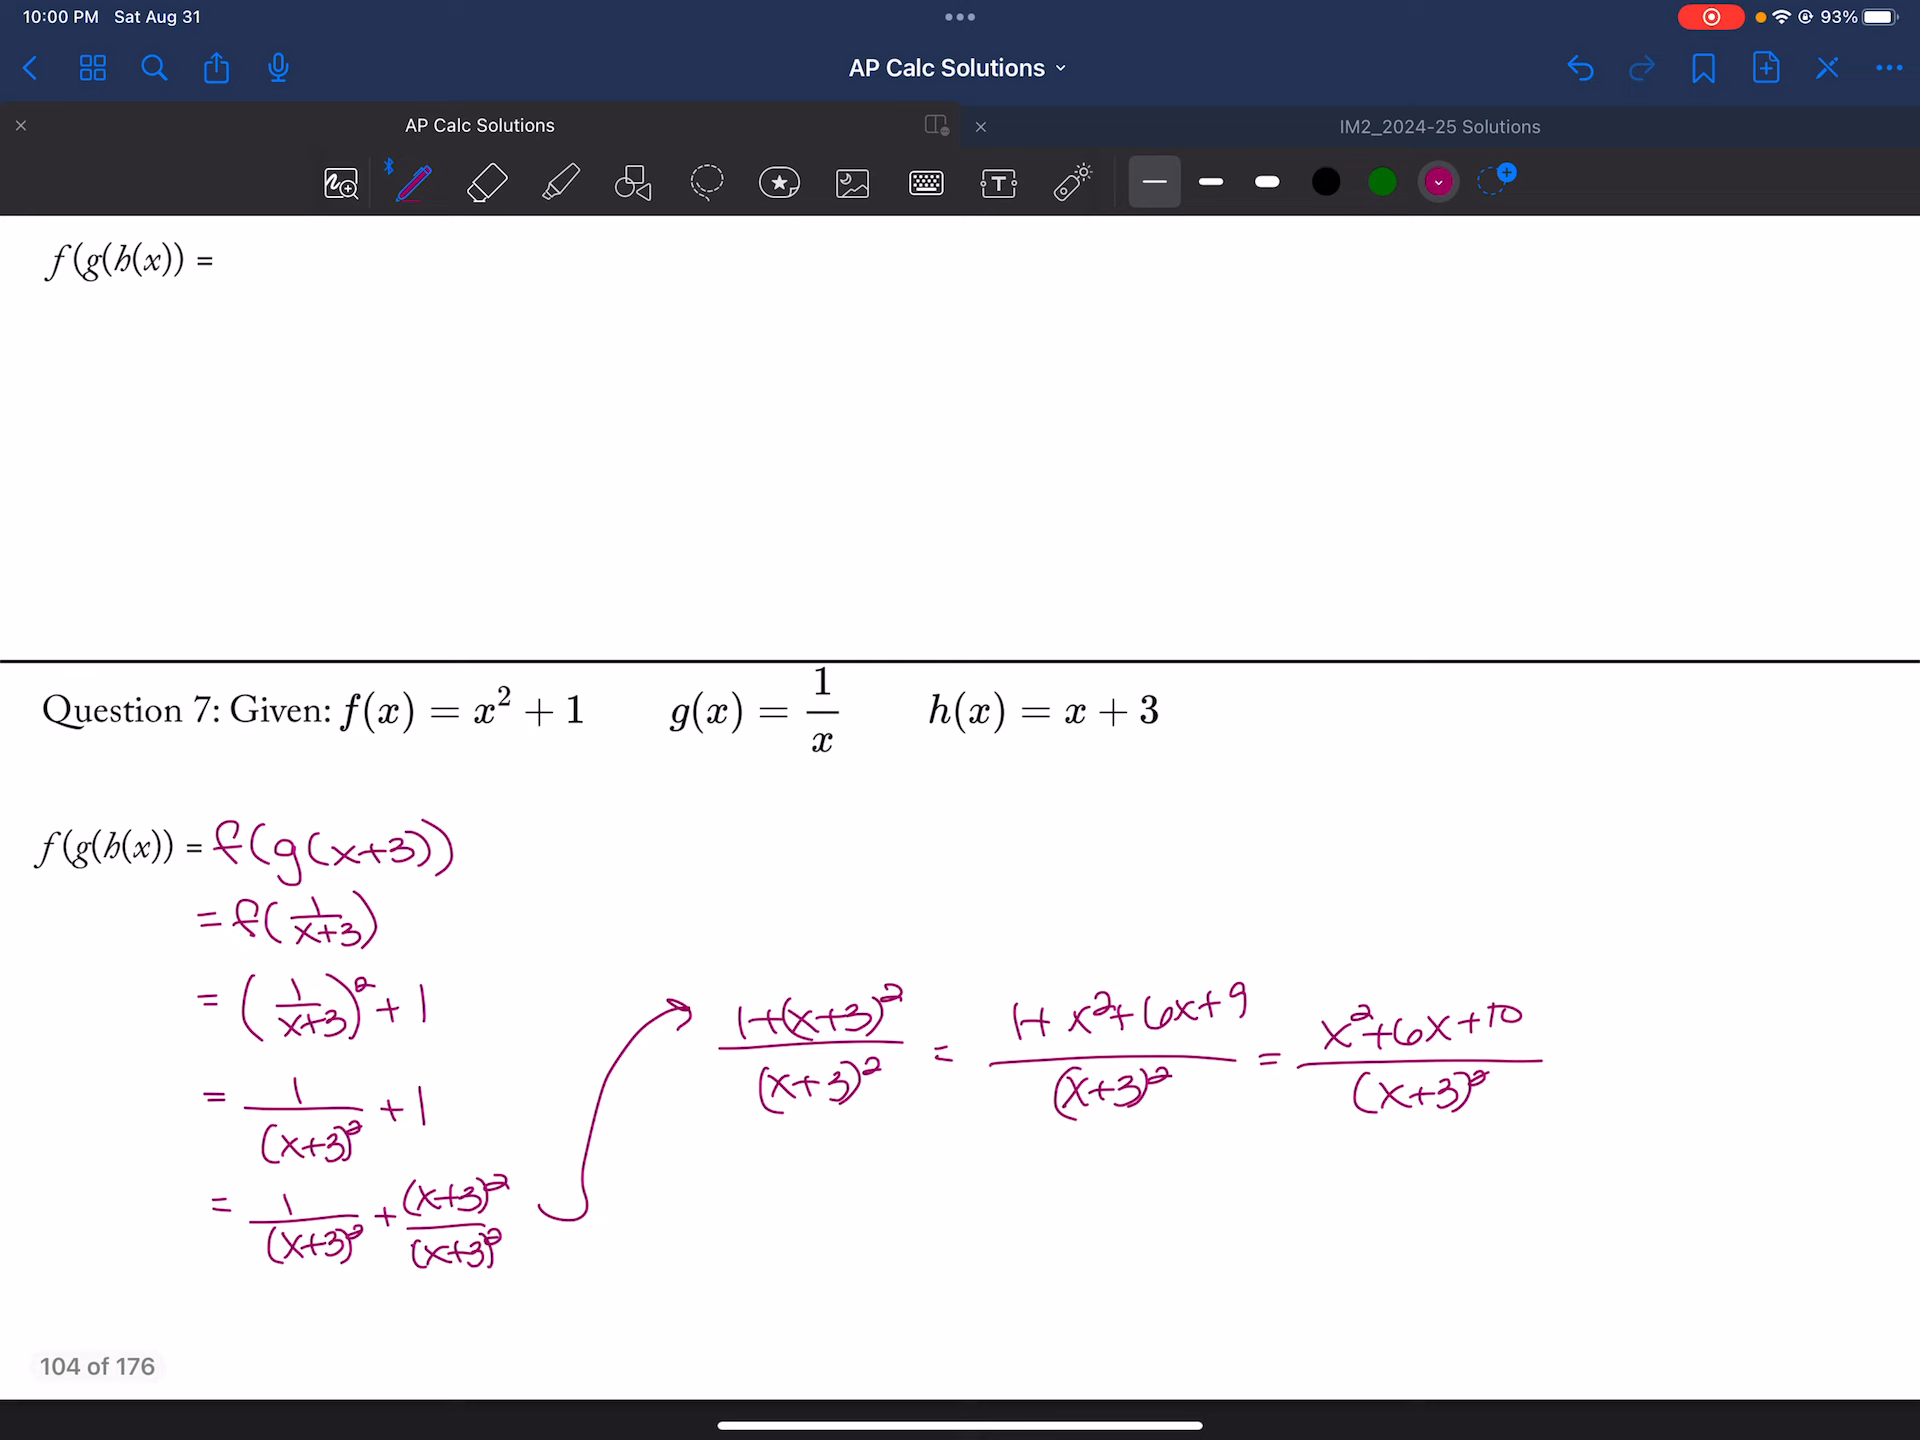 10:00 PM Sat Aug 31
93%
AP Calc Solutions
AP Calc Solutions
IM2_2024-25 Solutions
T
f(g(h(x)) =
Question 7: Given: f(x) = x² + 1 g(x) = 1/x h(x) = x + 3
f(g(h(x)) = f(g(x+3))
= f(1/(x+3))
= (1/(x+3))² + 1
= 1/(x+3)² + 1
= 1/(x+3)² + (x+3)²/(x+3)²
(1+(x+3)²)/(x+3)² = (1+x²+6x+9)/(x+3)² = (x²+6x+10)/(x+3)²
104 of 176